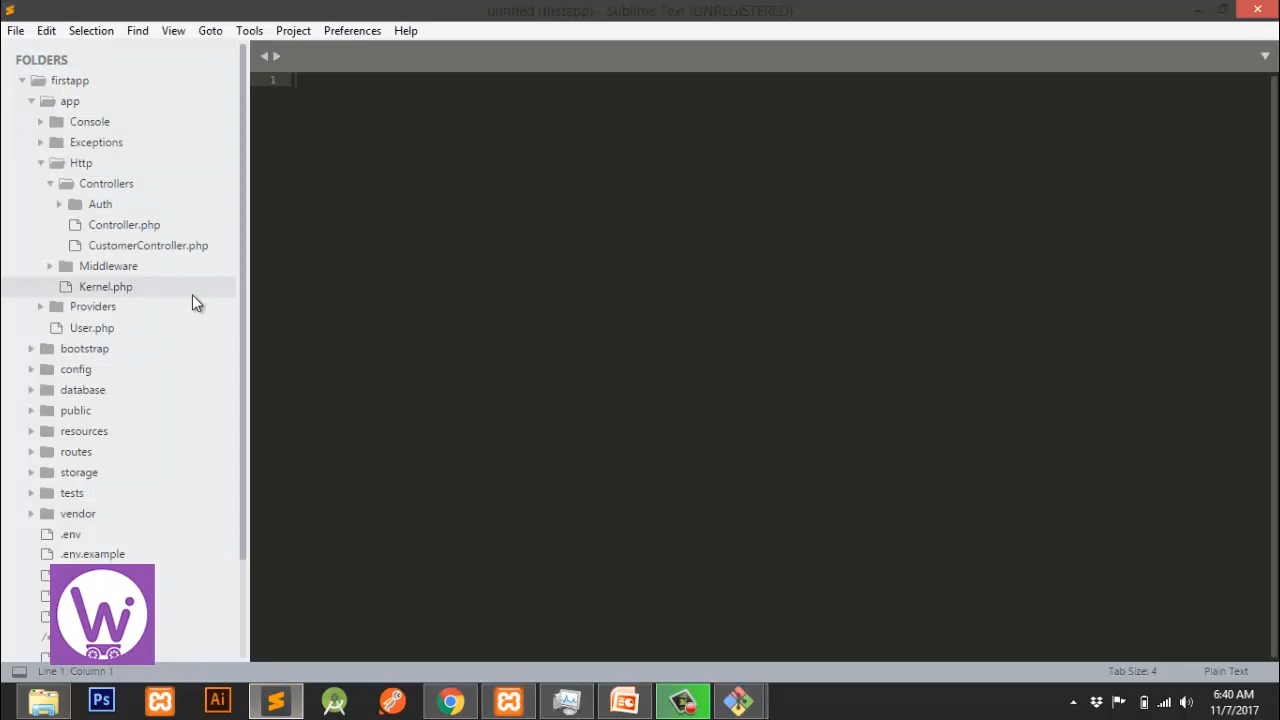 untitled (firstapp) - Sublime Text (UNREGISTERED)
File Edit Selection Find View Goto Tools Project Preferences Help
FOLDERS
firstapp
1
app
Console
Exceptions
Http
Controllers
Auth
Controller.php
CustomerController.php
Middleware
Kernel.php
Providers
User.php
bootstrap
config
database
public
resources
routes
storage
tests
vendor
.env
.env.example
Wi
Line 1, Column 1 Tab Size: 4 Plain Text
Ps Ai
6:40 AM
11/7/2017